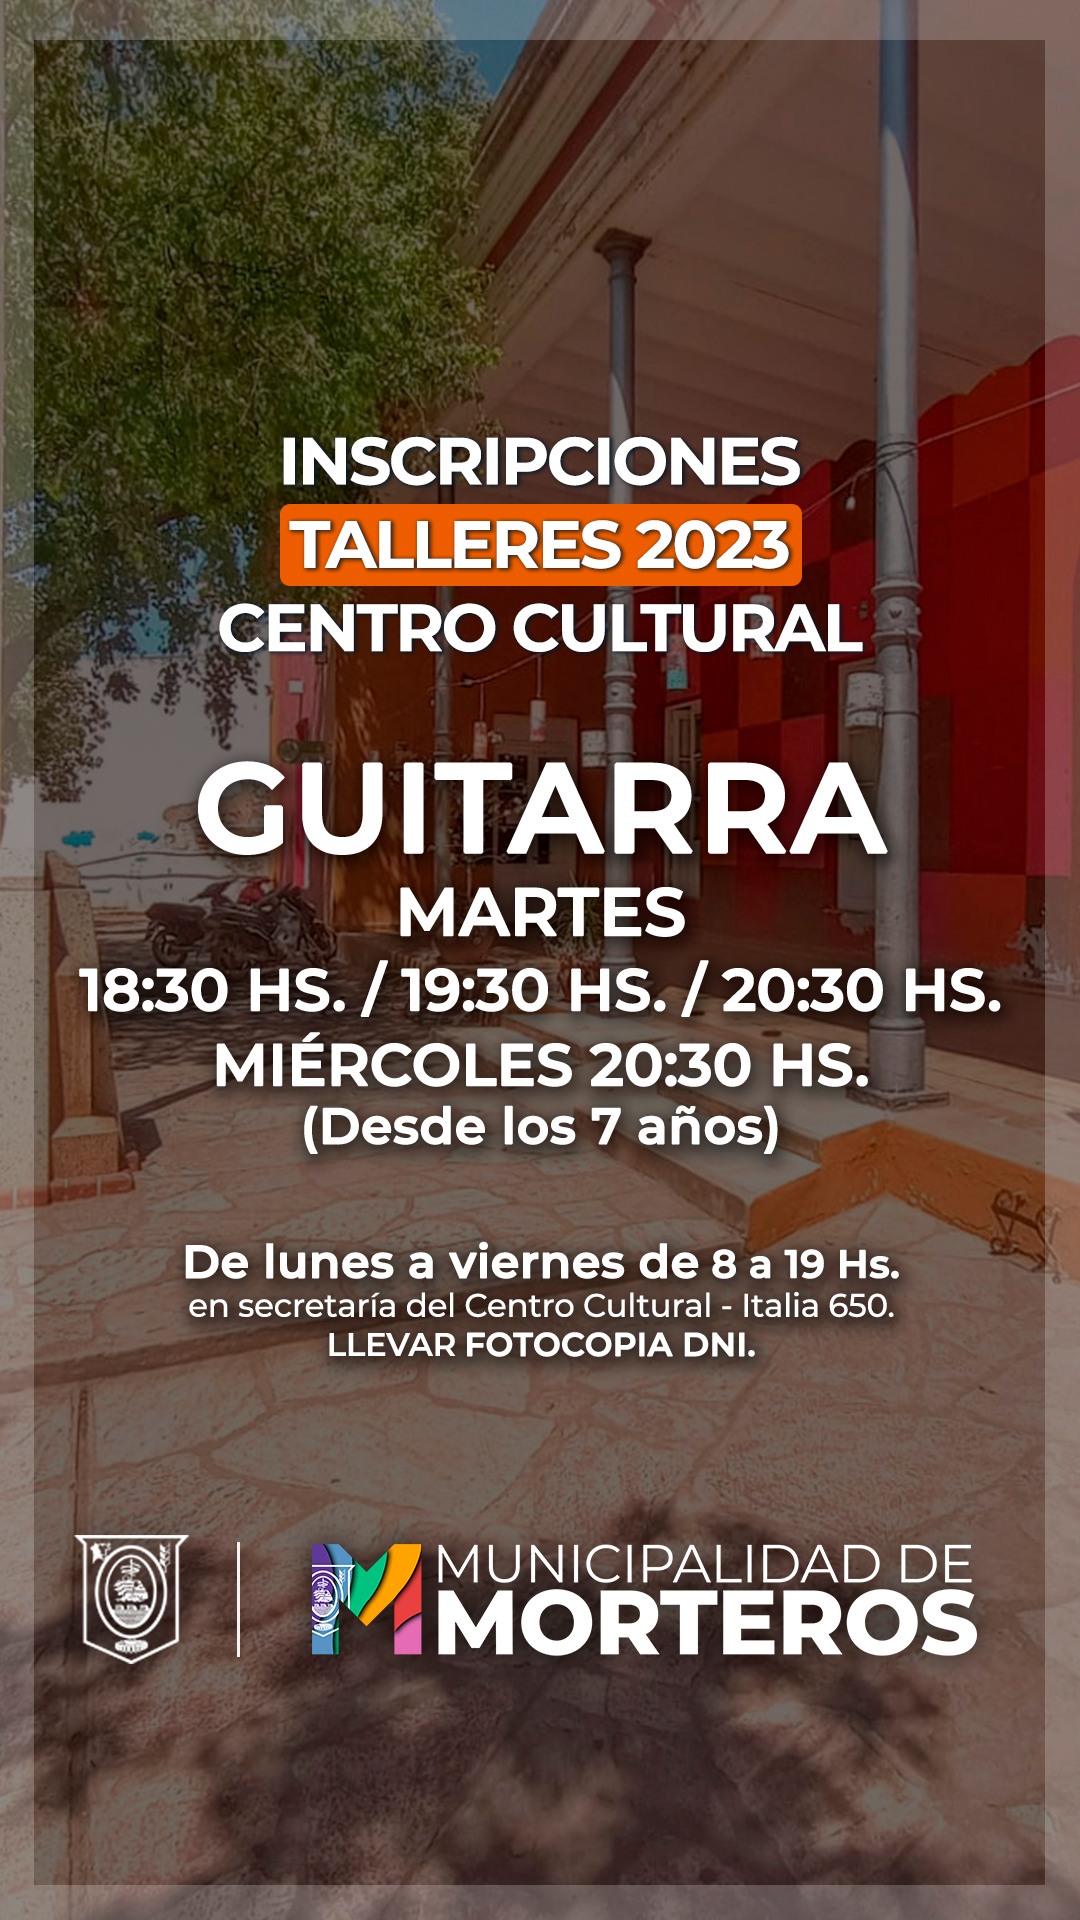 INSCRIPCIONES
TALLERES 2023
CENTRO CULTURAL
GUITARRA
MARTES
18:30 HS. / 19:30 HS. / 20:30 HS.
MIÉRCOLES 20:30 HS.
(Desde los 7 años)
De lunes a viernes de 8 a 19 Hs.
en secretaría del Centro Cultural - Italia 650.
LLEVAR FOTOCOPIA DNI.
MUNICIPALIDAD DE
MORTEROS